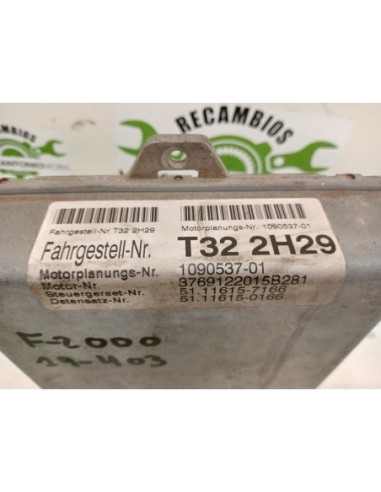 RECAMBIOS
Fahrgestell-Nr. T32 2H29
Motorplanungs-Nr. 1090537-01
Fahrgestell-Nr. T32 2H29
Motorplanungs-Nr. 1090537-01
Motor-Nr. 3769122015B281
Steuergeräet-Nr. 51.11615-7166
Datensatz-Nr. 51.11615-0166
F-2000
19-403